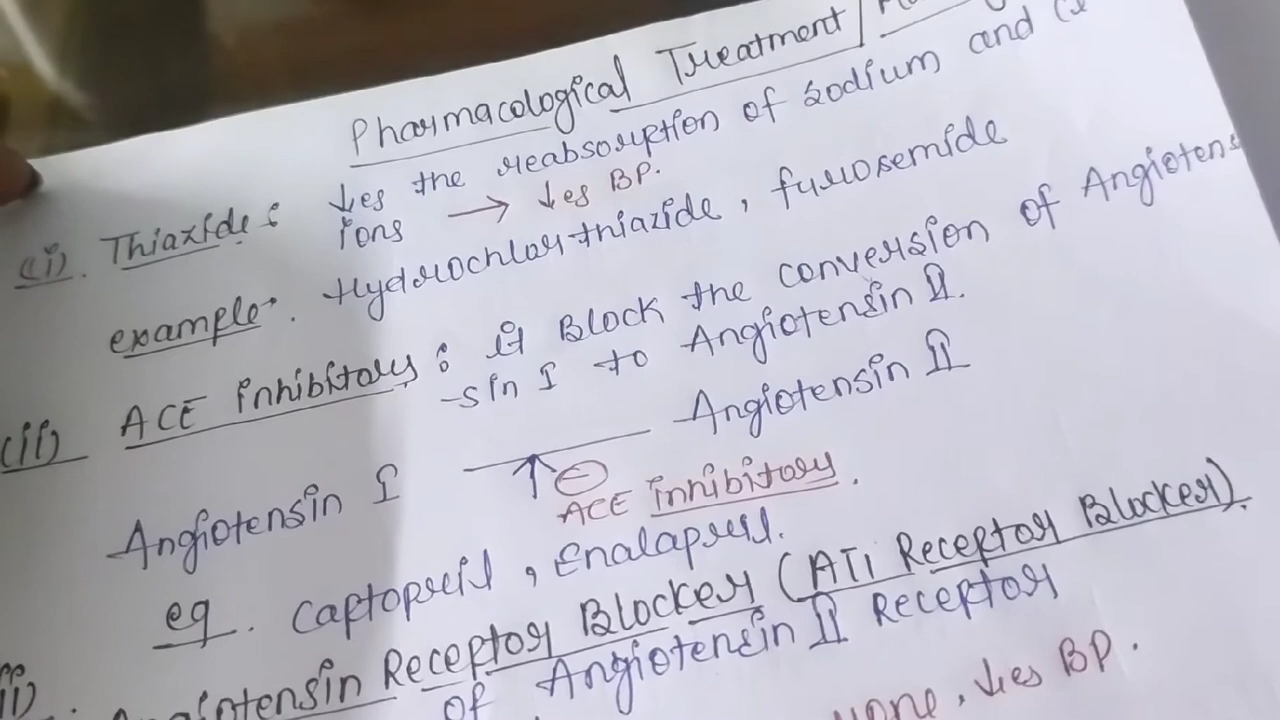 Pharmacological Treatment/
(i). Thiazide: ↓es the reabsorption of sodium and
ions → ↓es BP.
example. Hydrochlorthiazide, furosemide
(ii) ACE inhibitory: it Block the conversion of Angioten
-sin I to Angiotensin II.
Angiotensin I Angiotensin II
↑⊖
ACE inhibitory.
eg. Captopril, Enalapril.
Angiotensin Receptor Blocker (AT1 Receptor Blocker).
of Angiotensin II Receptor
↓es BP.